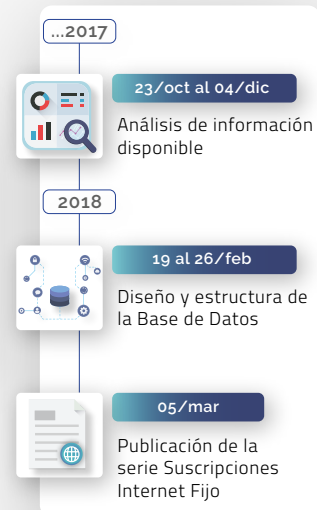 ...2017
23/oct al 04/dic
Análisis de información
disponible
2018
19 al 26/feb
Diseño y estructura de
la Base de Datos
05/mar
Publicación de la
serie Suscripciones
Internet Fijo